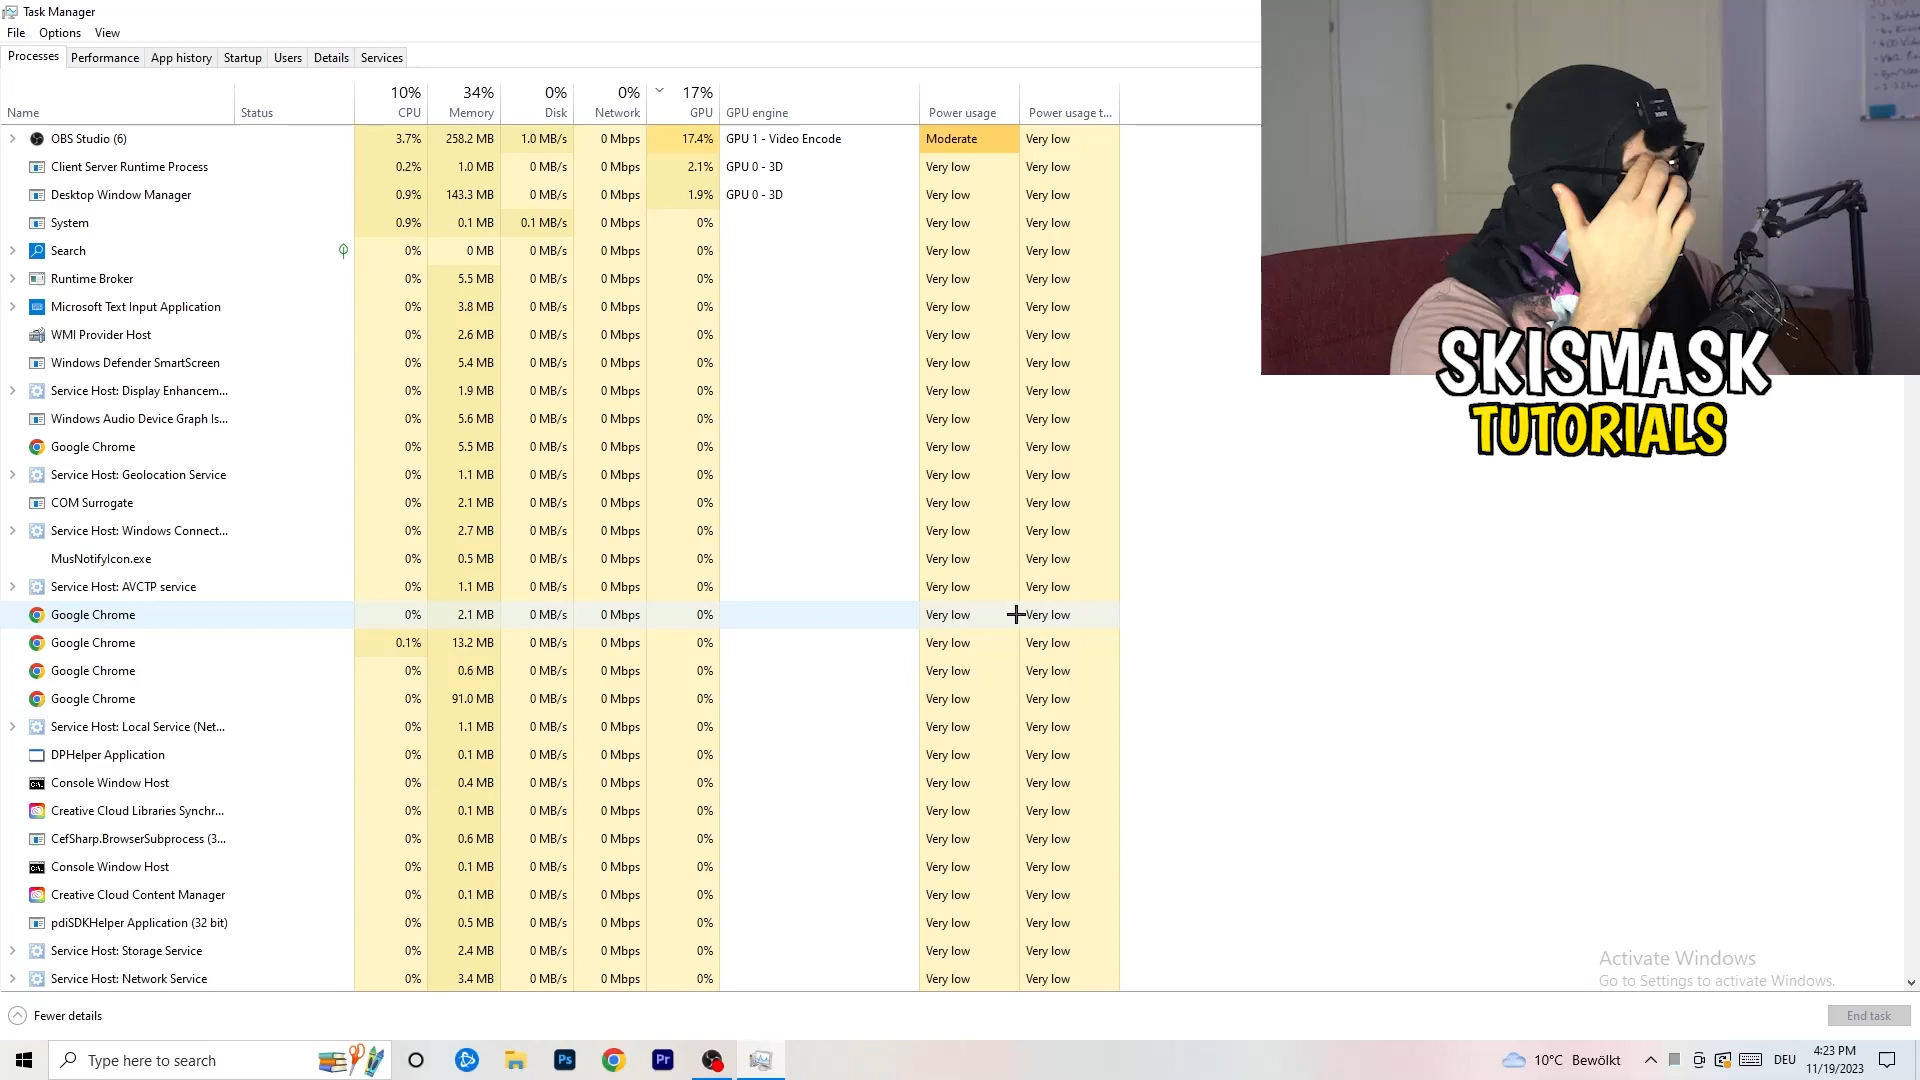 Task Manager
File Options View
Processes Performance App history Startup Users Details Services
10% 34% 0% 0% 17%
Name Status CPU Memory Disk Network GPU GPU engine Power usage Power usage t...
OBS Studio (6) 3.7% 258.2 MB 1.0 MB/s 0 Mbps 17.4% GPU 1 - Video Encode Moderate Very low
Client Server Runtime Process 0.2% 1.0 MB 0 MB/s 0 Mbps 2.1% GPU 0 - 3D Very low Very low
Desktop Window Manager 0.9% 143.3 MB 0 MB/s 0 Mbps 1.9% GPU 0 - 3D Very low Very low
System 0.9% 0.1 MB 0.1 MB/s 0 Mbps 0% Very low Very low
Search 0% 0 MB 0 MB/s 0 Mbps 0% Very low Very low
Runtime Broker 0% 5.5 MB 0 MB/s 0 Mbps 0% Very low Very low
Microsoft Text Input Application 0% 3.8 MB 0 MB/s 0 Mbps 0% Very low Very low
WMI Provider Host 0% 2.6 MB 0 MB/s 0 Mbps 0% Very low Very low
Windows Defender SmartScreen 0% 5.4 MB 0 MB/s 0 Mbps 0% Very low Very low
Service Host: Display Enhancem... 0% 1.9 MB 0 MB/s 0 Mbps 0% Very low Very low
Windows Audio Device Graph Is... 0% 5.6 MB 0 MB/s 0 Mbps 0% Very low Very low
Google Chrome 0% 5.5 MB 0 MB/s 0 Mbps 0% Very low Very low
Service Host: Geolocation Service 0% 1.1 MB 0 MB/s 0 Mbps 0% Very low Very low
COM Surrogate 0% 2.1 MB 0 MB/s 0 Mbps 0% Very low Very low
Service Host: Windows Connect... 0% 2.7 MB 0 MB/s 0 Mbps 0% Very low Very low
MusNotifyIcon.exe 0% 0.5 MB 0 MB/s 0 Mbps 0% Very low Very low
Service Host: AVCTP service 0% 1.1 MB 0 MB/s 0 Mbps 0% Very low Very low
Google Chrome 0% 2.1 MB 0 MB/s 0 Mbps 0% Very low Very low
Google Chrome 0.1% 13.2 MB 0 MB/s 0 Mbps 0% Very low Very low
Google Chrome 0% 0.6 MB 0 MB/s 0 Mbps 0% Very low Very low
Google Chrome 0% 91.0 MB 0 MB/s 0 Mbps 0% Very low Very low
Service Host: Local Service (Net... 0% 1.1 MB 0 MB/s 0 Mbps 0% Very low Very low
DPHelper Application 0% 0.1 MB 0 MB/s 0 Mbps 0% Very low Very low
Console Window Host 0% 0.4 MB 0 MB/s 0 Mbps 0% Very low Very low
Creative Cloud Libraries Synchr... 0% 0.1 MB 0 MB/s 0 Mbps 0% Very low Very low
CefSharp.BrowserSubprocess (3... 0% 0.6 MB 0 MB/s 0 Mbps 0% Very low Very low
Console Window Host 0% 0.1 MB 0 MB/s 0 Mbps 0% Very low Very low
Creative Cloud Content Manager 0% 0.1 MB 0 MB/s 0 Mbps 0% Very low Very low
pdiSDKHelper Application (32 bit) 0% 0.5 MB 0 MB/s 0 Mbps 0% Very low Very low
Service Host: Storage Service 0% 2.4 MB 0 MB/s 0 Mbps 0% Very low Very low
Service Host: Network Service 0% 3.4 MB 0 MB/s 0 Mbps 0% Very low Very low
SKISMASK
TUTORIALS
Activate Windows
Go to Settings to activate Windows.
Fewer details End task
Type here to search Ps Pr 10°C Bewölkt DEU 4:23 PM
11/19/2023